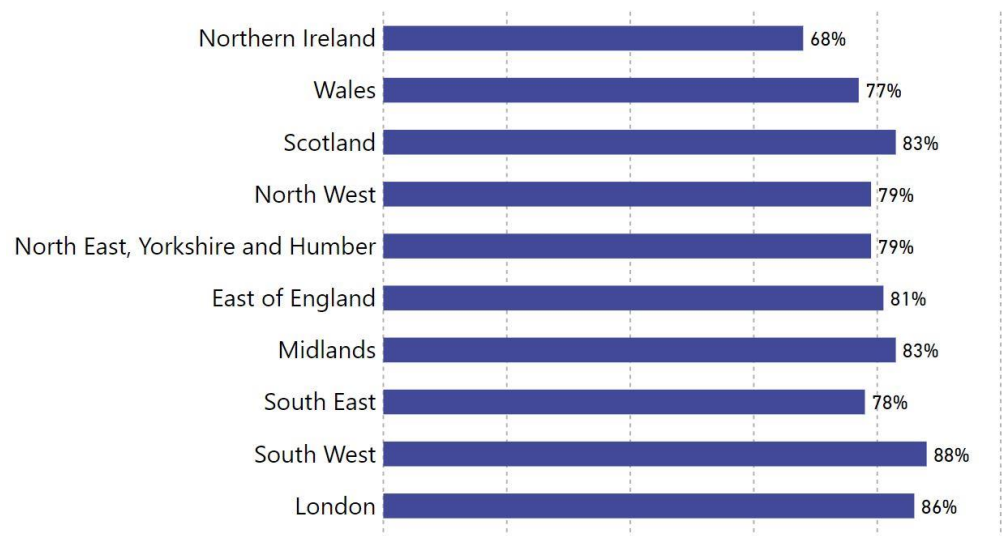 Northern Ireland 68%
Wales 77%
Scotland 83%
North West 79%
North East, Yorkshire and Humber 79%
East of England 81%
Midlands 83%
South East 78%
South West 88%
London 86%